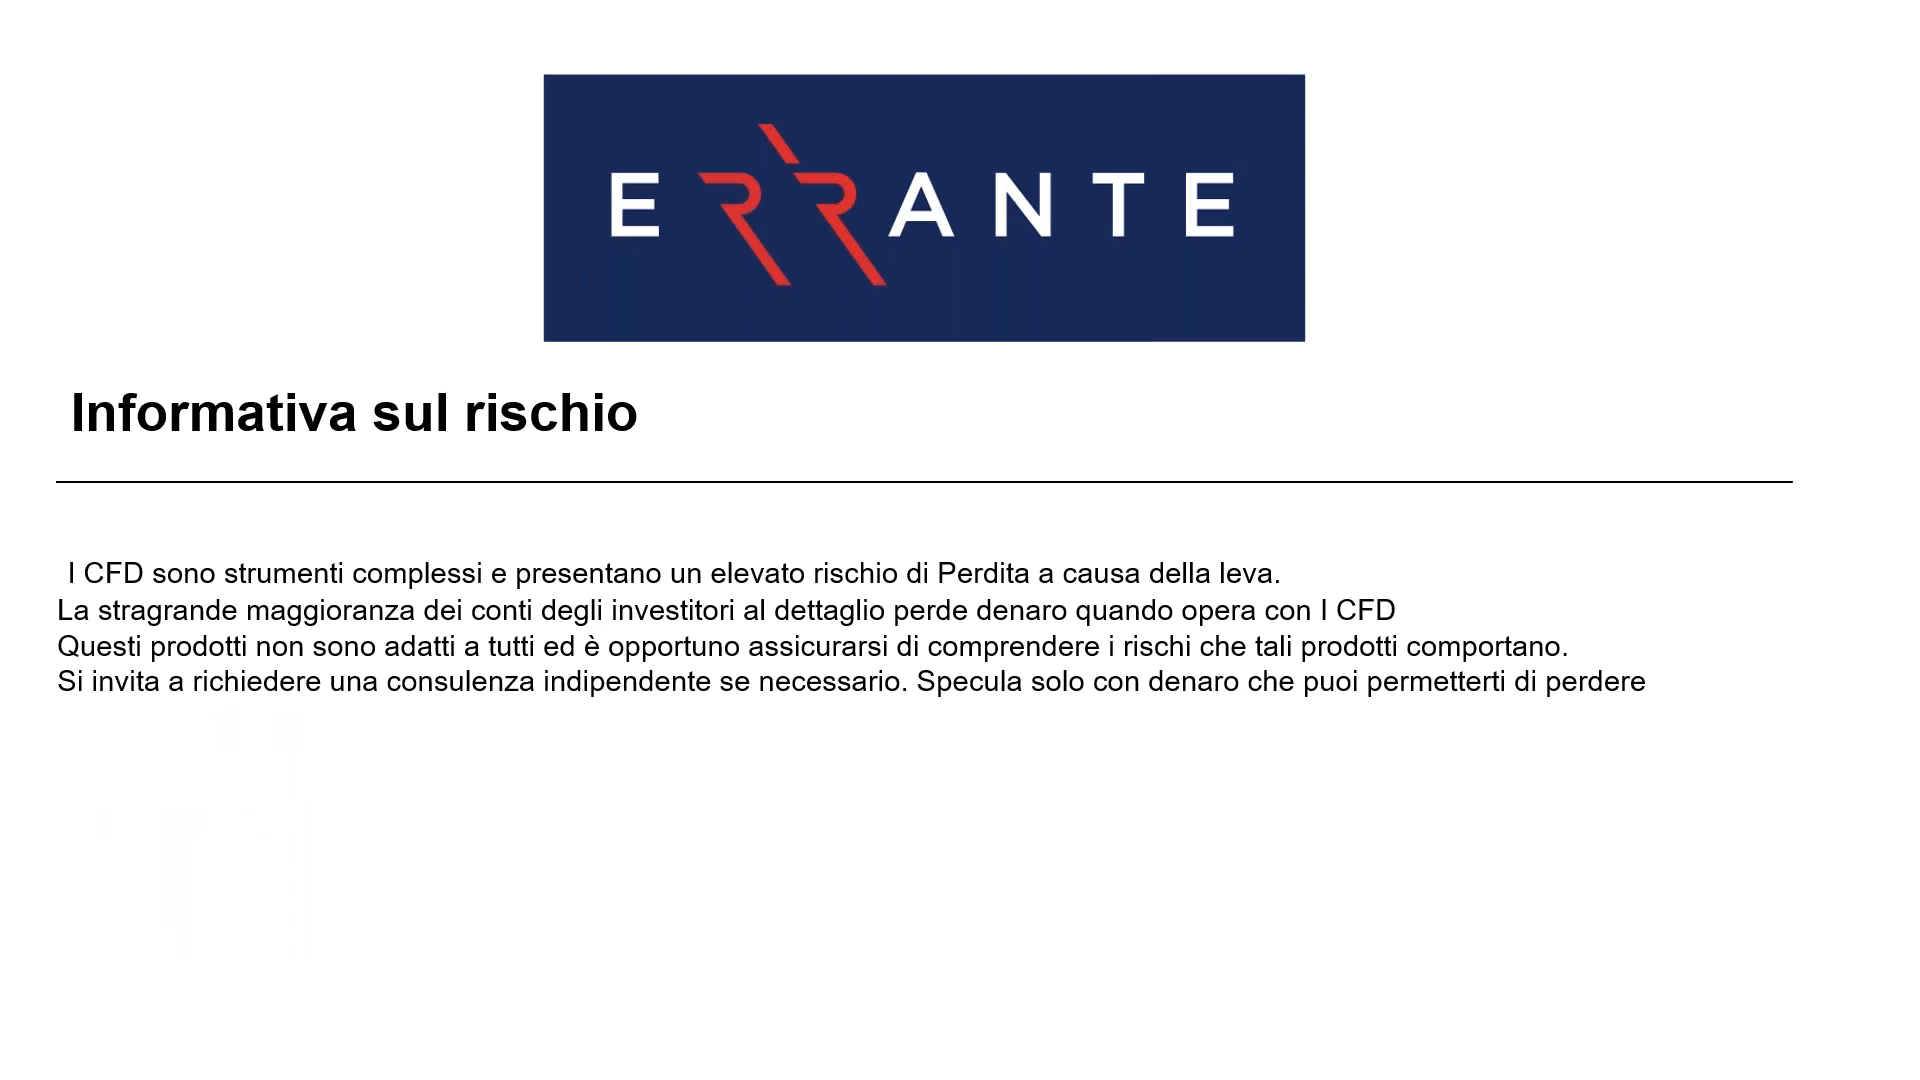 ERRANTE
Informativa sul rischio
I CFD sono strumenti complessi e presentano un elevato rischio di Perdita a causa della leva.
La stragrande maggioranza dei conti degli investitori al dettaglio perde denaro quando opera con I CFD
Questi prodotti non sono adatti a tutti ed è opportuno assicurarsi di comprendere i rischi che tali prodotti comportano.
Si invita a richiedere una consulenza indipendente se necessario. Specula solo con denaro che puoi permetterti di perdere